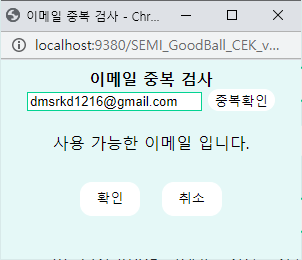 이메일 중복 검사 - Chr...
localhost:9380/SEMI_GoodBall_CEK_v...
이메일 중복 검사
dmsrkd1216@gmail.com 중복확인
사용 가능한 이메일 입니다.
확인 취소